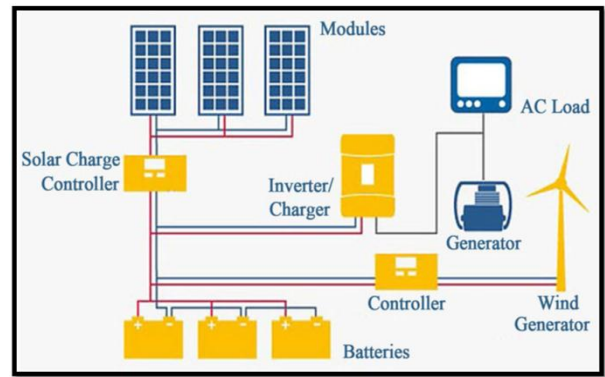 Modules
AC Load
Solar Charge
Controller
Inverter/
Charger
Generator
Controller
Wind
Generator
Batteries